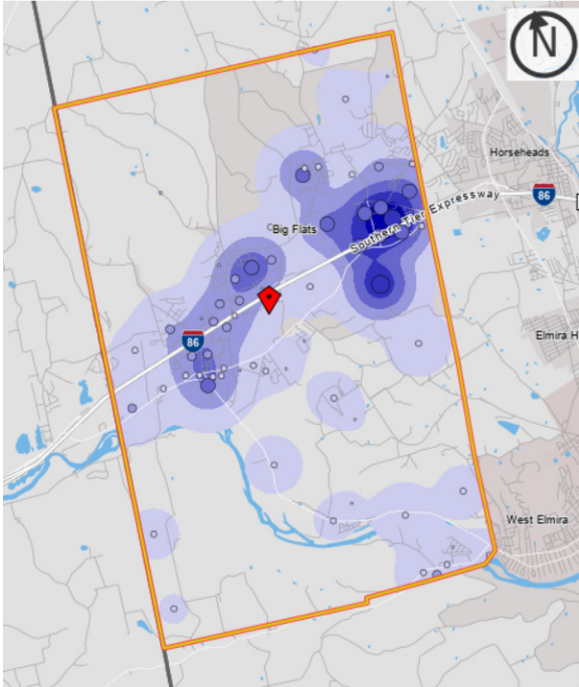 N
Horseheads
86
Southern Tier Expressway
Big Flats
86
Elmira H
West Elmira